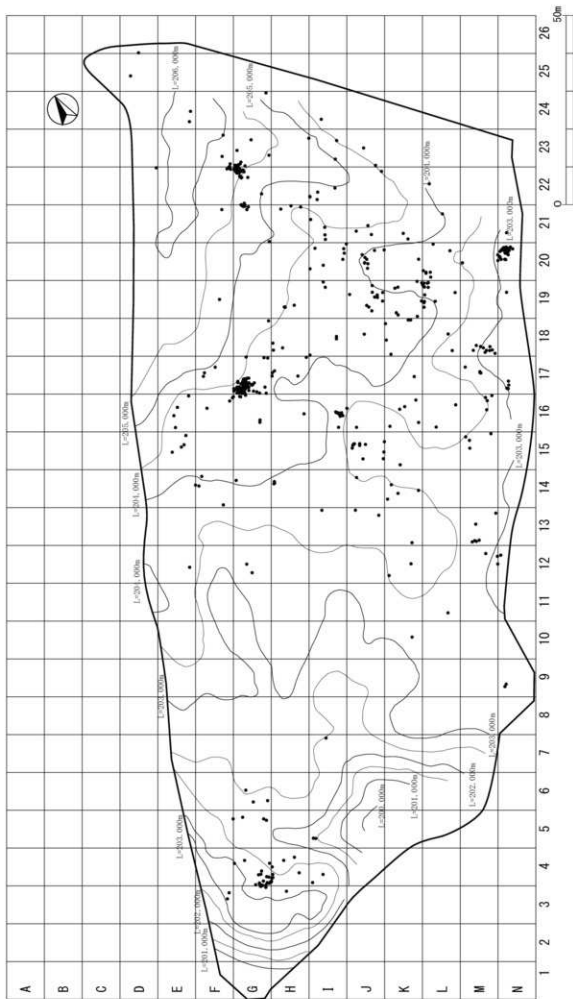 50m
0
26
25
24
23
22
21
20
19
18
17
16
15
14
13
12
11
10
9
8
7
6
5
4
3
2
1
A
B
C
D
E
F
G
H
I
J
K
L
M
N
L=206,000m
L=205,000m
L=204,000m
L=203,000m
L=205,000m
L=204,000m
L=203,000m
L=204,000m
L=203,000m
L=203,000m
L=202,000m
L=201,000m
L=200,000m
L=203,000m
L=202,000m
L=201,000m